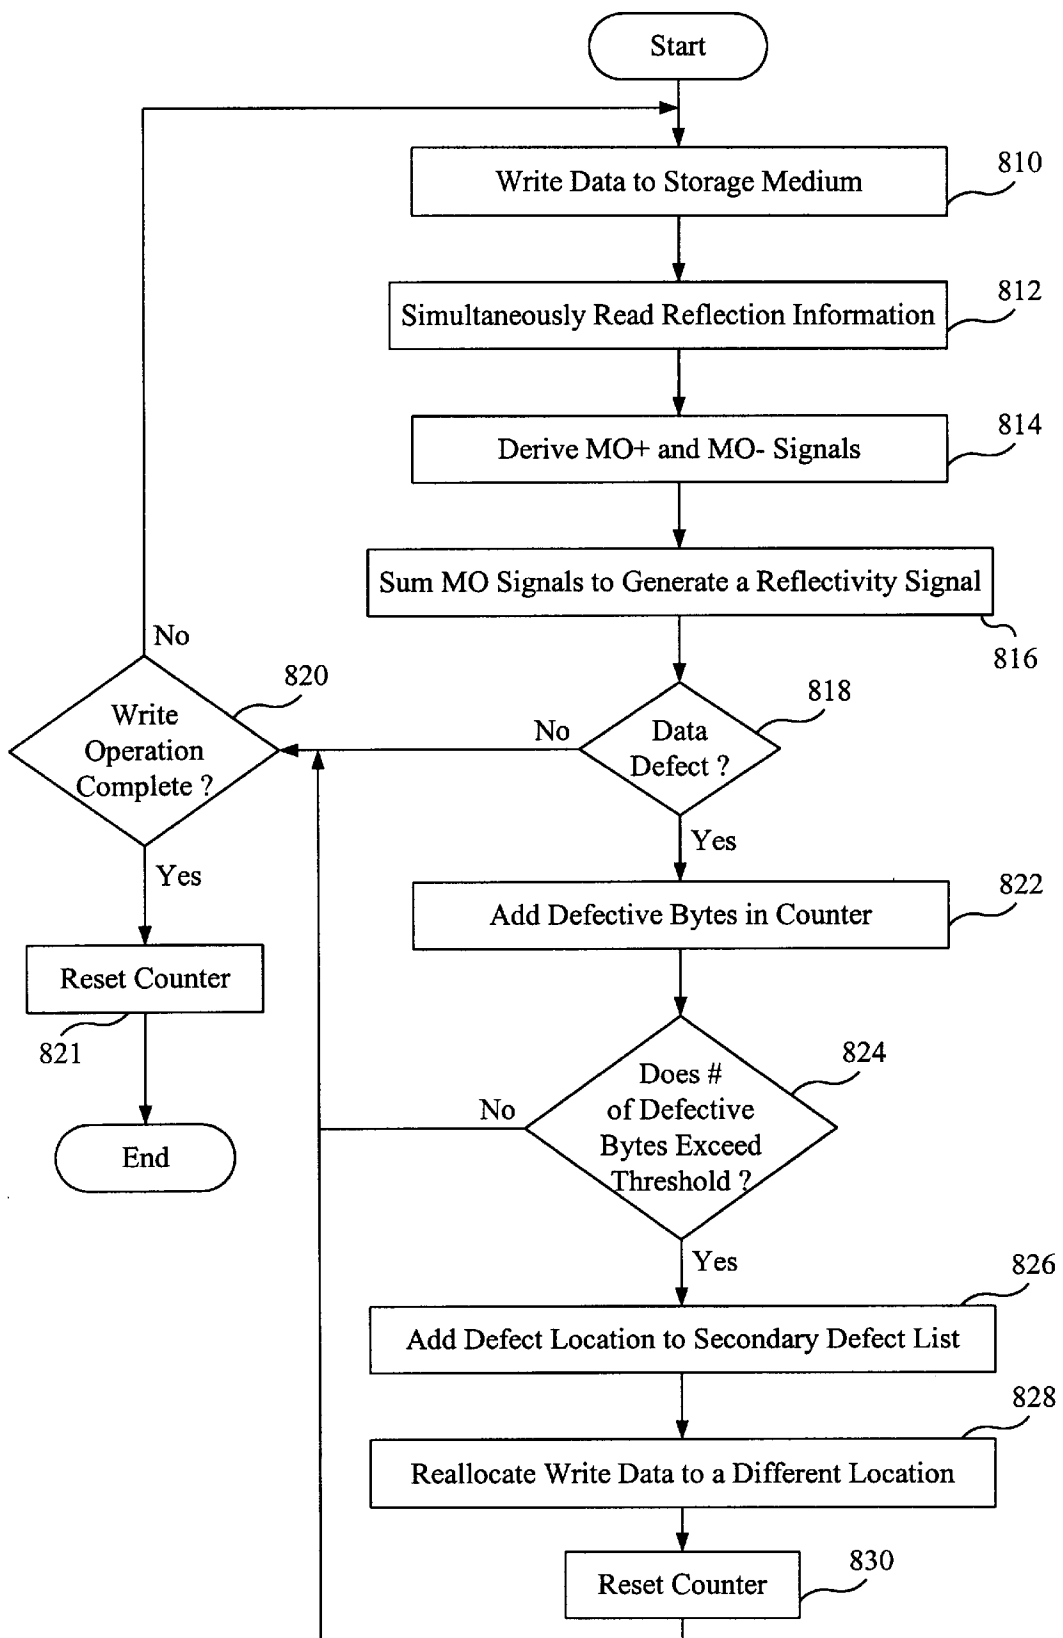 Start
Write Data to Storage Medium
810
Simultaneously Read Reflection Information
812
Derive MO+ and MO- Signals
814
Sum MO Signals to Generate a Reflectivity Signal
816
No
820
Write
Operation
Complete ?
No
818
Data
Defect ?
Yes
Yes
Add Defective Bytes in Counter
822
Reset Counter
821
End
No
824
Does #
of Defective
Bytes Exceed
Threshold ?
Yes
826
Add Defect Location to Secondary Defect List
828
Reallocate Write Data to a Different Location
830
Reset Counter